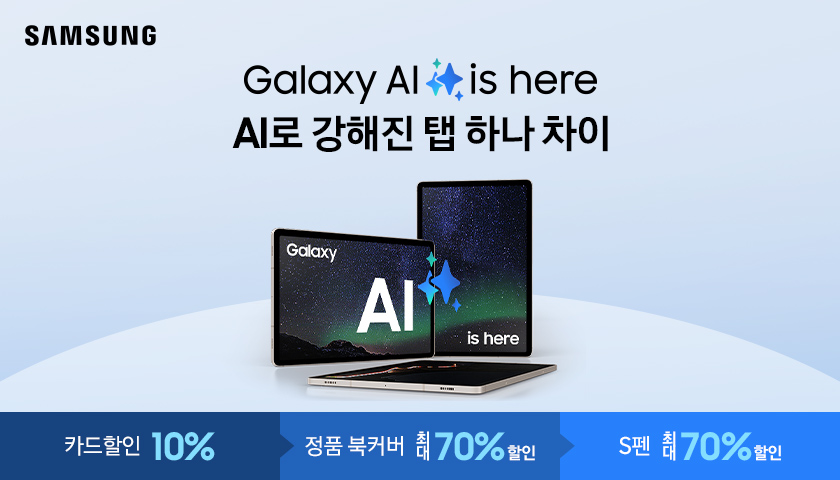 SAMSUNG
Galaxy AI is here
AI로 강해진 탭 하나 차이
Galaxy
AI
is here
카드할인 10%
정품 북커버 최대 70% 할인
S펜 최대 70% 할인